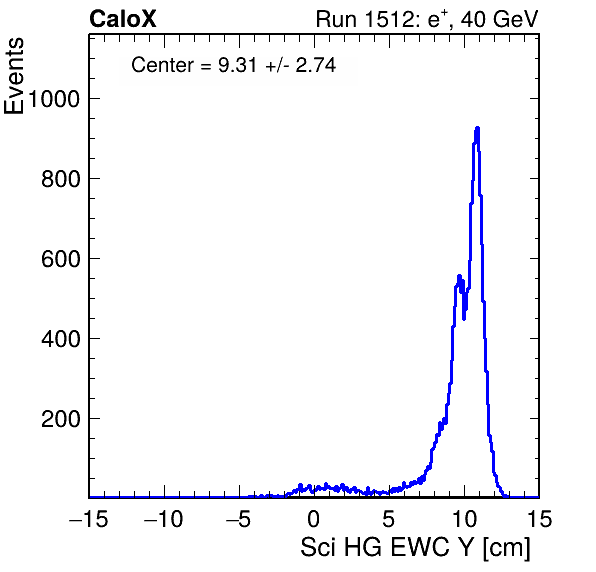 CaloX
Run 1512: e⁺, 40 GeV
Center = 9.31 +/- 2.74
Events
1000
800
600
400
200
−15 −10 −5 0 5 10 15
Sci HG EWC Y [cm]